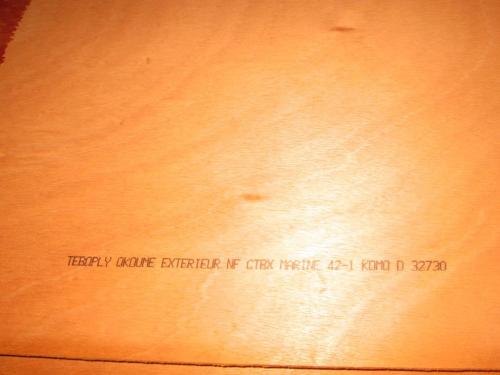 TEBOPLY OKOUME EXTERIEUR NF CTBX MARINE 42-1 KOMO D 32730